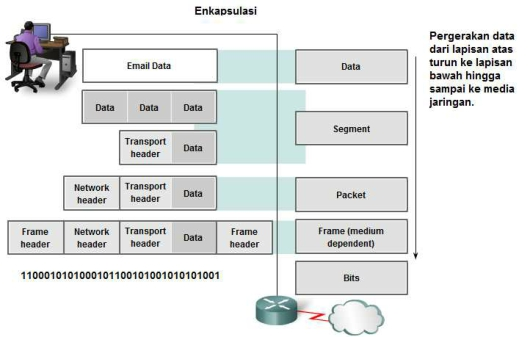 Enkapsulasi
Pergerakan data
dari lapisan atas
turun ke lapisan
bawah hingga
sampai ke media
jaringan.
Email Data
Data
Data Data Data
Segment
Transport
header
Data
Network
header
Transport
header
Data
Packet
Frame
header
Network
header
Transport
header
Data
Frame
header
Frame (medium
dependent)
1100010101000101100101001010101001
Bits